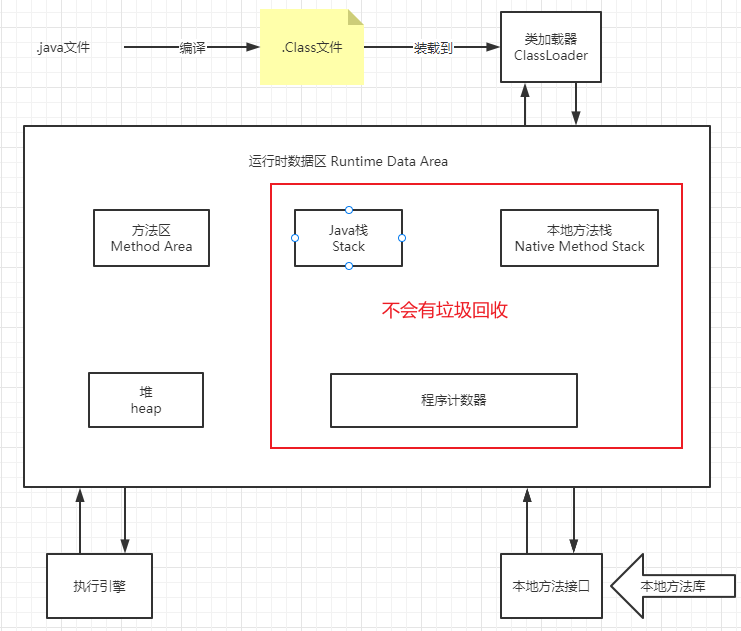 .java文件
编译
.Class文件
装载到
类加载器
ClassLoader
运行时数据区 Runtime Data Area
方法区
Method Area
Java栈
Stack
本地方法栈
Native Method Stack
不会有垃圾回收
堆
heap
程序计数器
执行引擎
本地方法接口
本地方法库